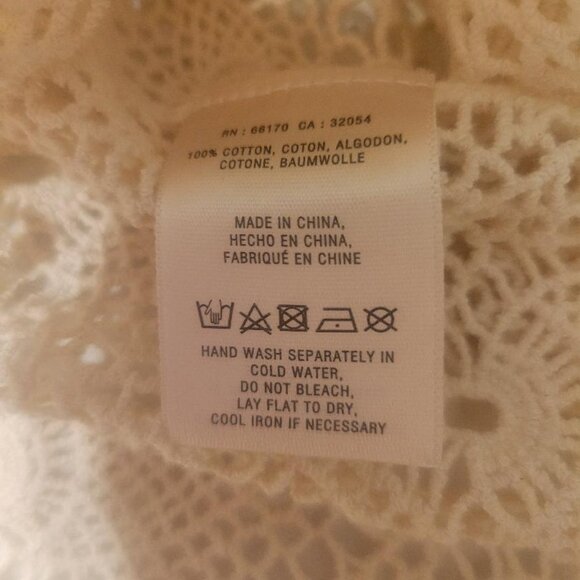 RN : 66170 CA : 32054
100% COTTON, COTON, ALGODON,
COTONE, BAUMWOLLE
MADE IN CHINA,
HECHO EN CHINA,
FABRIQUÉ EN CHINE
HAND WASH SEPARATELY IN
COLD WATER,
DO NOT BLEACH,
LAY FLAT TO DRY,
COOL IRON IF NECESSARY